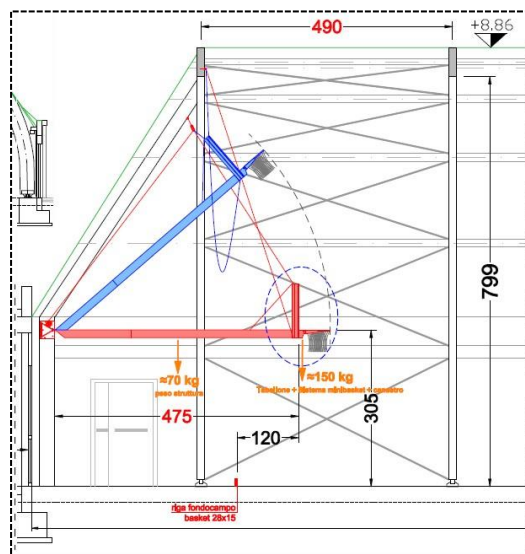 490
+8.86
799
≈70 kg
peso struttura
≈150 kg
Tabellone + Sistema minibasket + canestro
475
120
305
riga fondocampo
basket 28x15